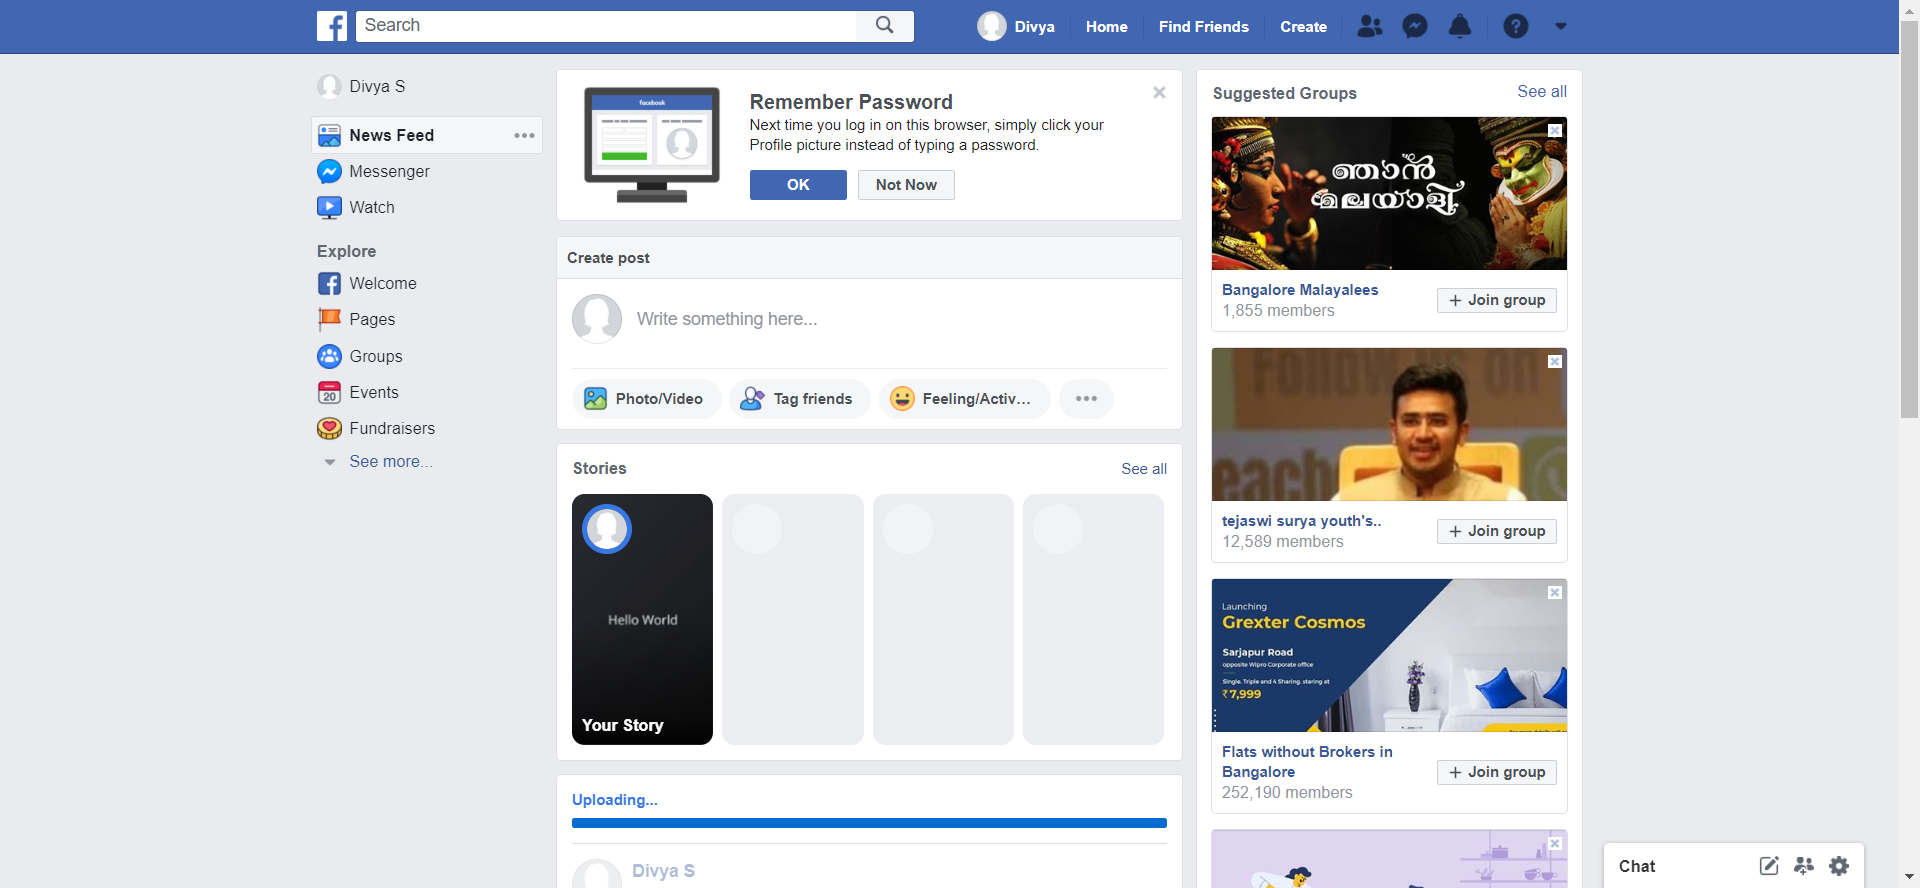 Search
Divya
Home
Find Friends
Create
Divya S
News Feed
Messenger
Watch
Explore
Welcome
Pages
Groups
20
Events
Fundraisers
See more...
facebook
Remember Password
Next time you log in on this browser, simply click your
Profile picture instead of typing a password.
OK
Not Now
Create post
Write something here...
Photo/Video
Tag friends
Feeling/Activ...
Stories
See all
Hello World
Your Story
Uploading...
Divya S
Suggested Groups
See all
ഞാൻ
മലയാളി
Bangalore Malayalees
1,855 members
+ Join group
Follow us on
each
tejaswi surya youth's..
12,589 members
+ Join group
Launching
Grexter Cosmos
Sarjapur Road
opposite Wipro Corporate office
Single, Triple and 4 Sharing, staring at
₹7,999
Flats without Brokers in
Bangalore
252,190 members
+ Join group
Chat